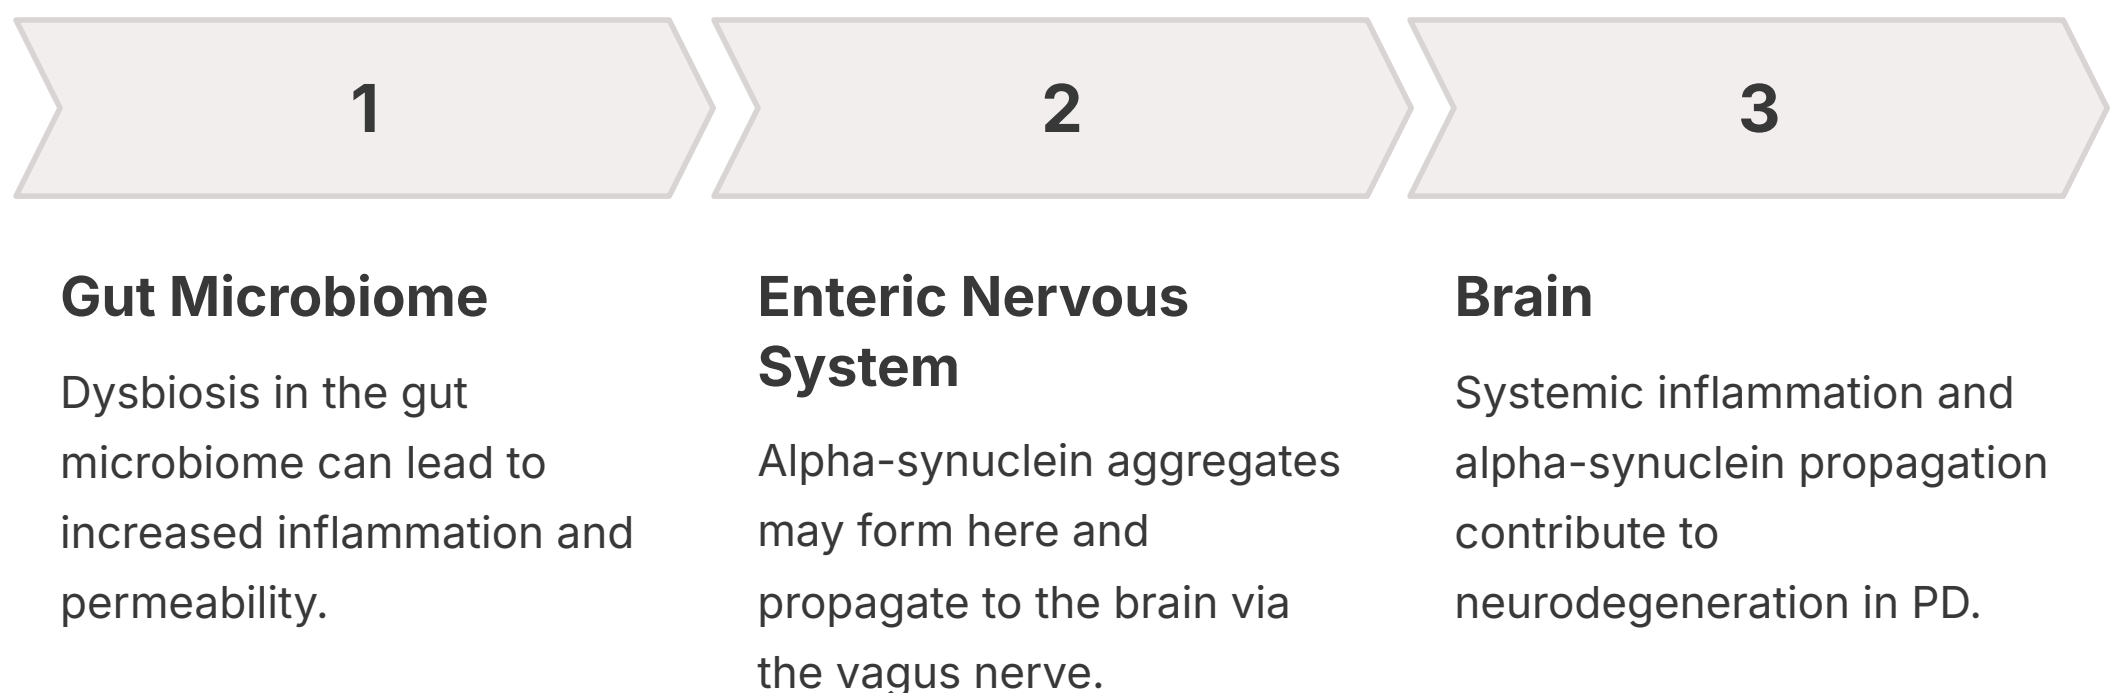 1
Gut Microbiome
Dysbiosis in the gut
microbiome can lead to
increased inflammation and
permeability.
2
Enteric Nervous
System
Alpha-synuclein aggregates
may form here and
propagate to the brain via
the vagus nerve.
3
Brain
Systemic inflammation and
alpha-synuclein propagation
contribute to
neurodegeneration in PD.